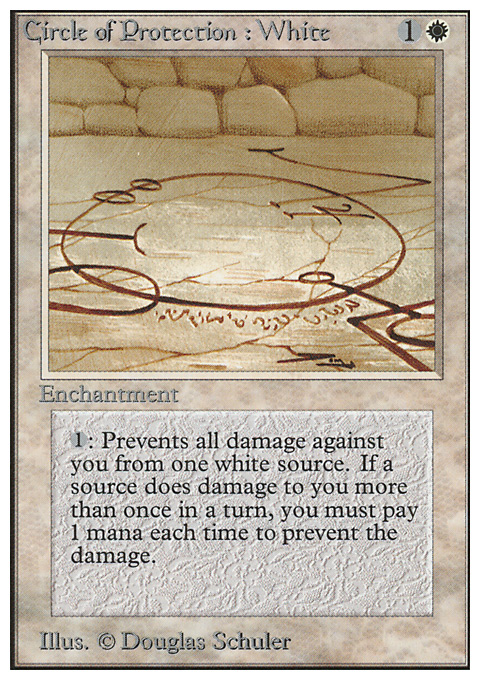 Circle of Protection : White 1
Enchantment
1: Prevents all damage against
you from one white source. If a
source does damage to you more
than once in a turn, you must pay
1 mana each time to prevent the
damage.
Illus. © Douglas Schuler